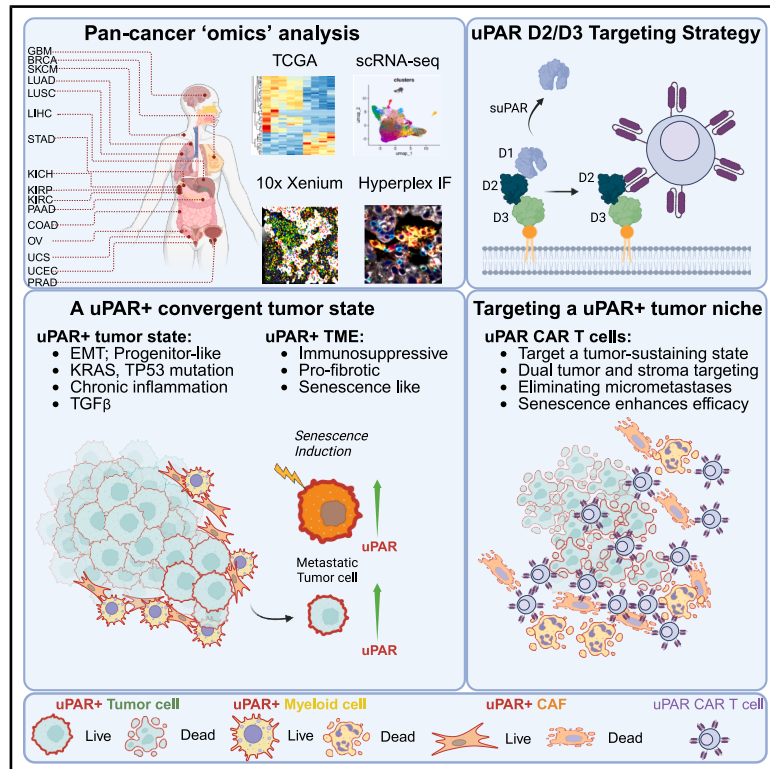 Pan-cancer 'omics' analysis
GBM
BRCA
SKCM
LUAD
LUSC
LIHC
STAD
KICH
KIRP
KIRC
PAAD
COAD
OV
UCS
UCEC
PRAD
TCGA
scRNA-seq
clusters
umap_2
umap_1
10x Xenium
Hyperplex IF
uPAR D2/D3 Targeting Strategy
suPAR
D1
D2
D3
D2
D3
A uPAR+ convergent tumor state
uPAR+ tumor state:
• EMT; Progenitor-like
• KRAS, TP53 mutation
• Chronic inflammation
• TGFβ
uPAR+ TME:
• Immunosuppressive
• Pro-fibrotic
• Senescence like
Senescence
Induction
uPAR
Metastatic
Tumor cell
uPAR
Targeting a uPAR+ tumor niche
uPAR CAR T cells:
• Target a tumor-sustaining state
• Dual tumor and stroma targeting
• Eliminating micrometastases
• Senescence enhances efficacy
uPAR+ Tumor cell
Live
Dead
uPAR+ Myeloid cell
Live
Dead
uPAR+ CAF
Live
Dead
uPAR CAR T cell